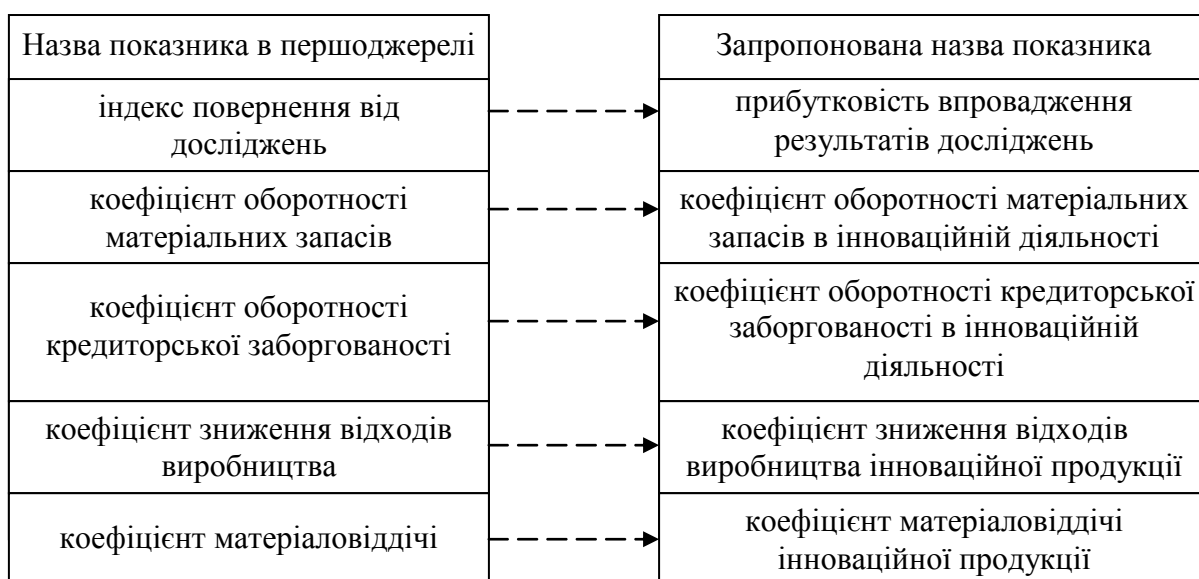 Назва показника в першоджерелі
Запропонована назва показника
індекс повернення від
досліджень
прибутковість впровадження
результатів досліджень
коефіцієнт оборотності
матеріальних запасів
коефіцієнт оборотності матеріальних
запасів в інноваційній діяльності
коефіцієнт оборотності
кредиторської заборгованості
коефіцієнт оборотності кредиторської
заборгованості в інноваційній
діяльності
коефіцієнт зниження відходів
виробництва
коефіцієнт зниження відходів
виробництва інноваційної продукції
коефіцієнт матеріаловіддічі
коефіцієнт матеріаловіддічі
інноваційної продукції